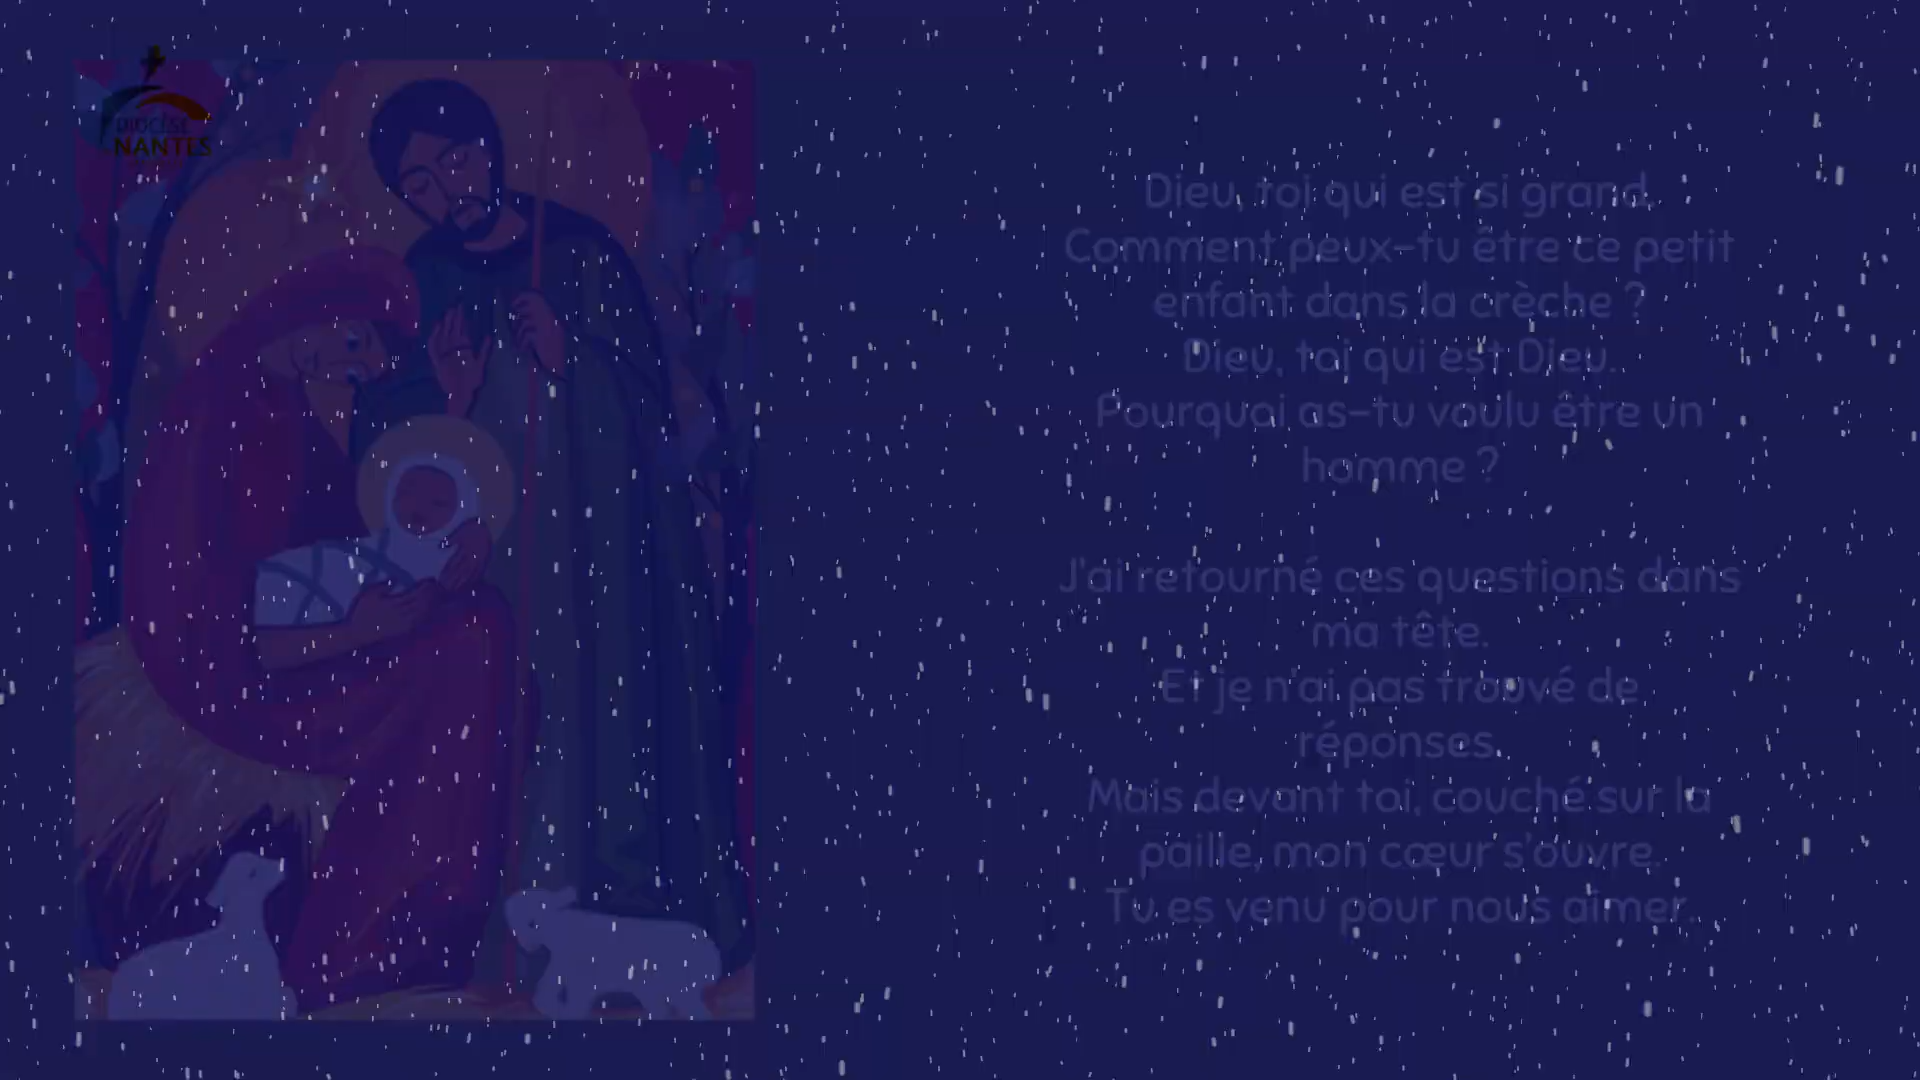 DIOCÈSE
NANTES
Dieu, toi qui est si grand,
Comment peux-tu être ce petit
enfant dans la crèche ?
Dieu, toi qui est Dieu.
Pourquoi as-tu voulu être un
homme ?
J'ai retourné ces questions dans
ma tête.
Et je n'ai pas trouvé de
réponses.
Mais devant toi, couché sur la
paille, mon cœur s'ouvre.
Tu es venu pour nous aimer.